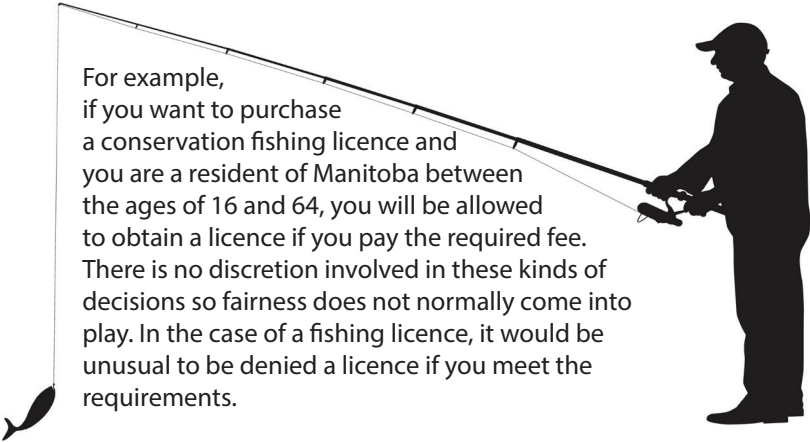 For example,
if you want to purchase
a conservation fishing licence and
you are a resident of Manitoba between
the ages of 16 and 64, you will be allowed
to obtain a licence if you pay the required fee.
There is no discretion involved in these kinds of
decisions so fairness does not normally come into
play. In the case of a fishing licence, it would be
unusual to be denied a licence if you meet the
requirements.